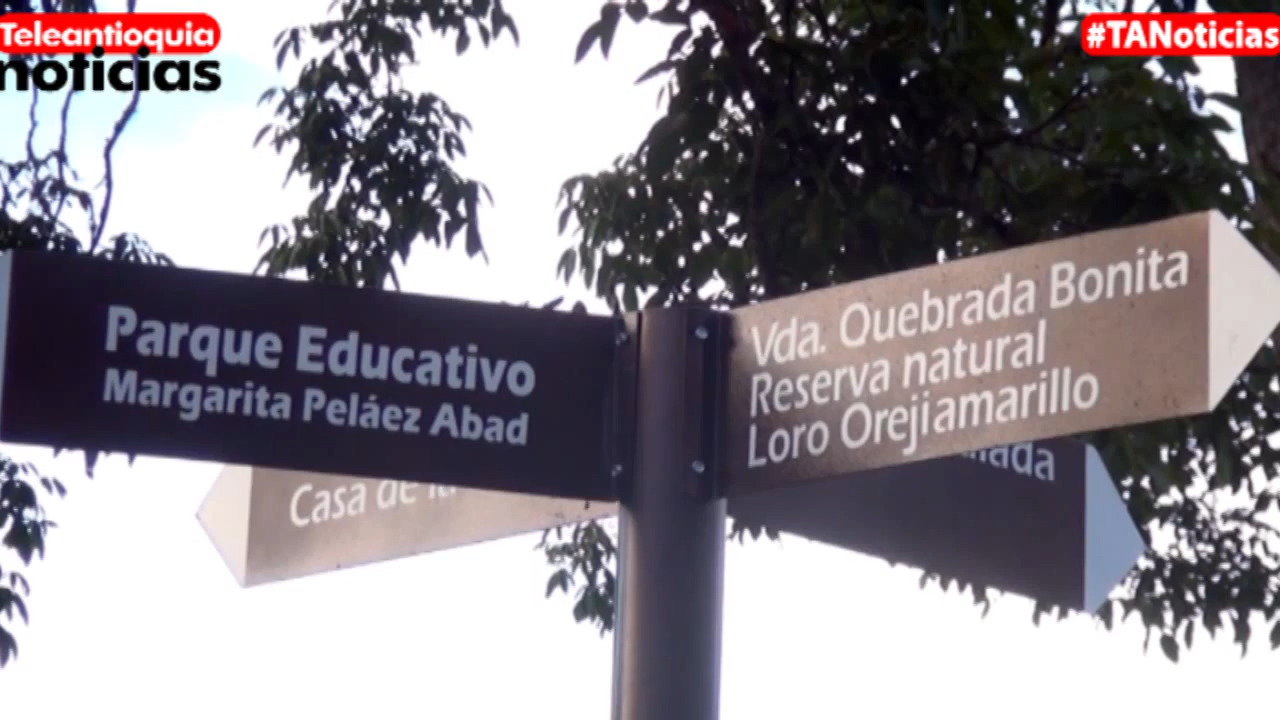 Teleantioquia
noticias
#TANoticias
Parque Educativo
Margarita Peláez Abad
Vda. Quebrada Bonita
Reserva natural
Loro Orejiamarillo
Casa de